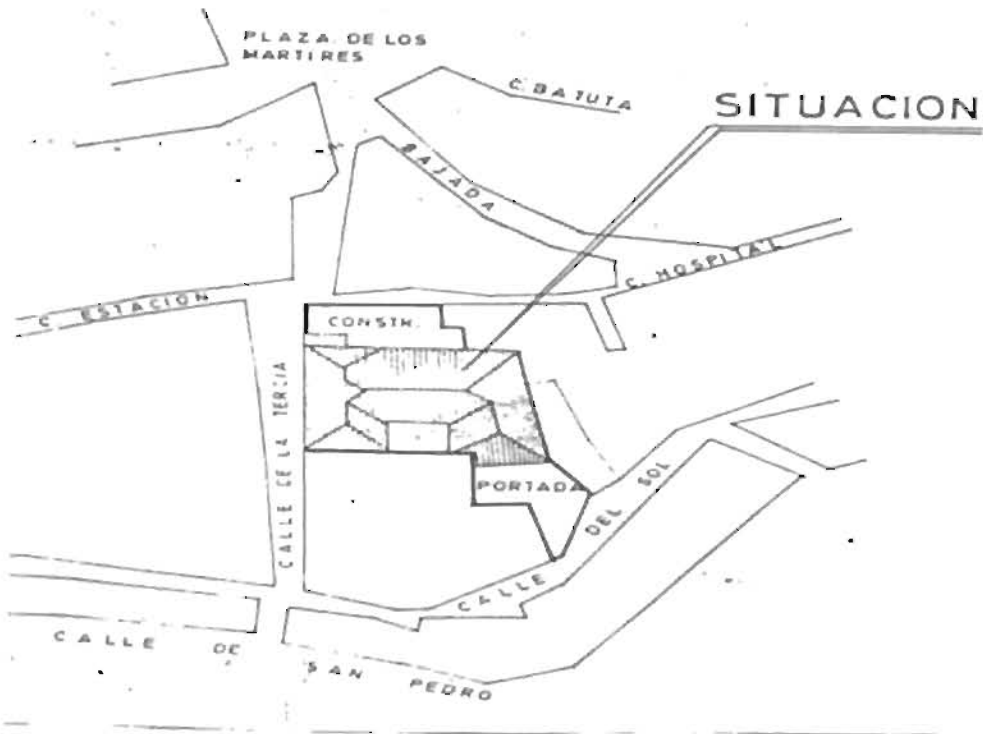 PLAZA DE LOS
MARTIRES
C. BATUTA
SITUACION
BAJADA
C. HOSPITAL
C. ESTACION
CONSTR.
CALLE DE LA TERCIA
PORTADA
CALLE DEL SOL
CALLE DE
SAN PEDRO